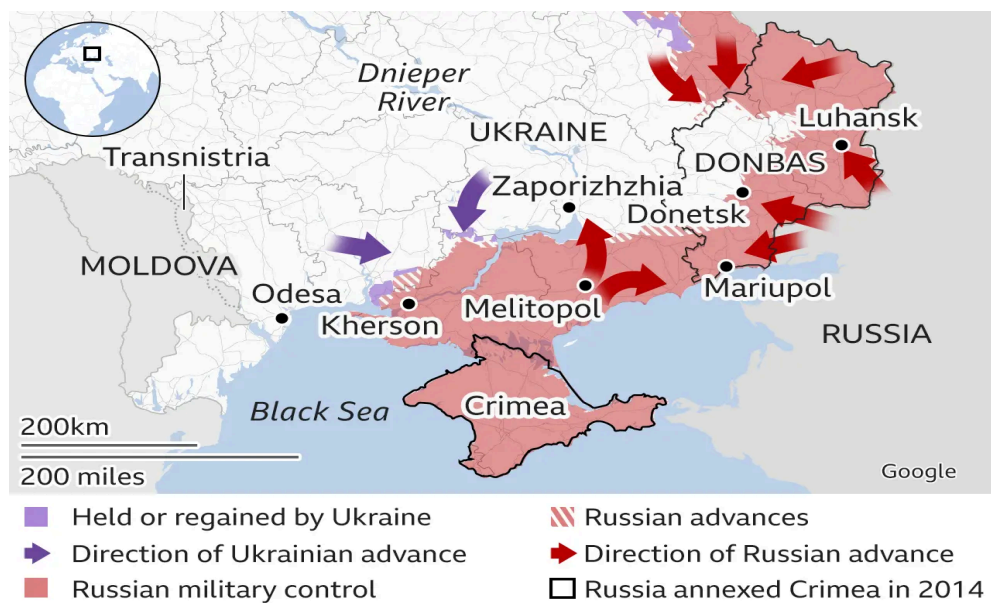 Dnieper
River
UKRAINE
Luhansk
Transnistria
DONBAS
Zaporizhzhia
Donetsk
MOLDOVA
Odesa
Kherson
Melitopol
Mariupol
RUSSIA
Black Sea
Crimea
200km
200 miles
Google
Held or regained by Ukraine
Direction of Ukrainian advance
Russian military control
Russian advances
Direction of Russian advance
Russia annexed Crimea in 2014